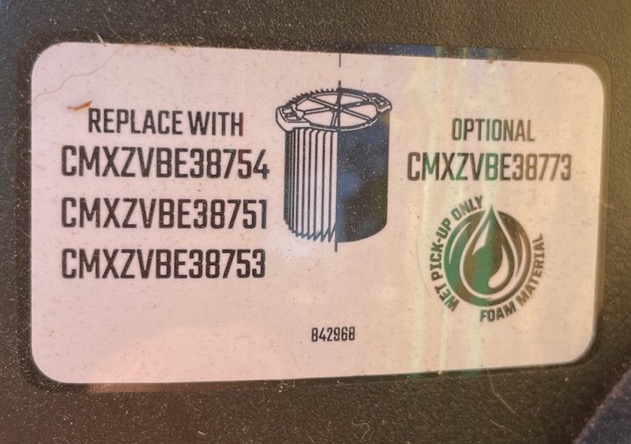 REPLACE WITH
CMXZVBE38754
CMXZVBE38751
CMXZVBE38753
OPTIONAL
CMXZVBE38773
WET PICK-UP ONLY
FOAM MATERIAL
842968